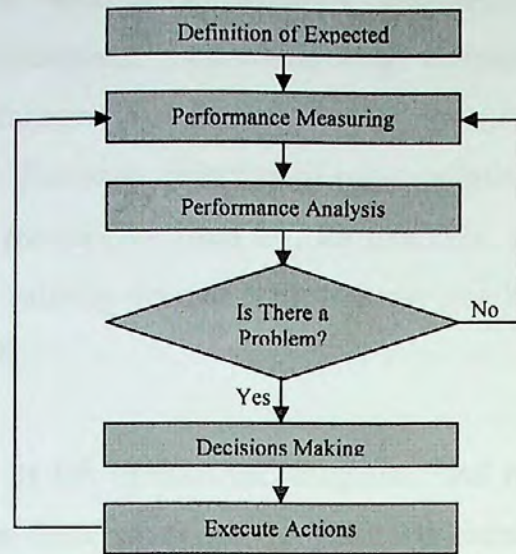 Definition of Expected
Performance Measuring
Performance Analysis
Is There a
Problem?
No
Yes
Decisions Making
Execute Actions